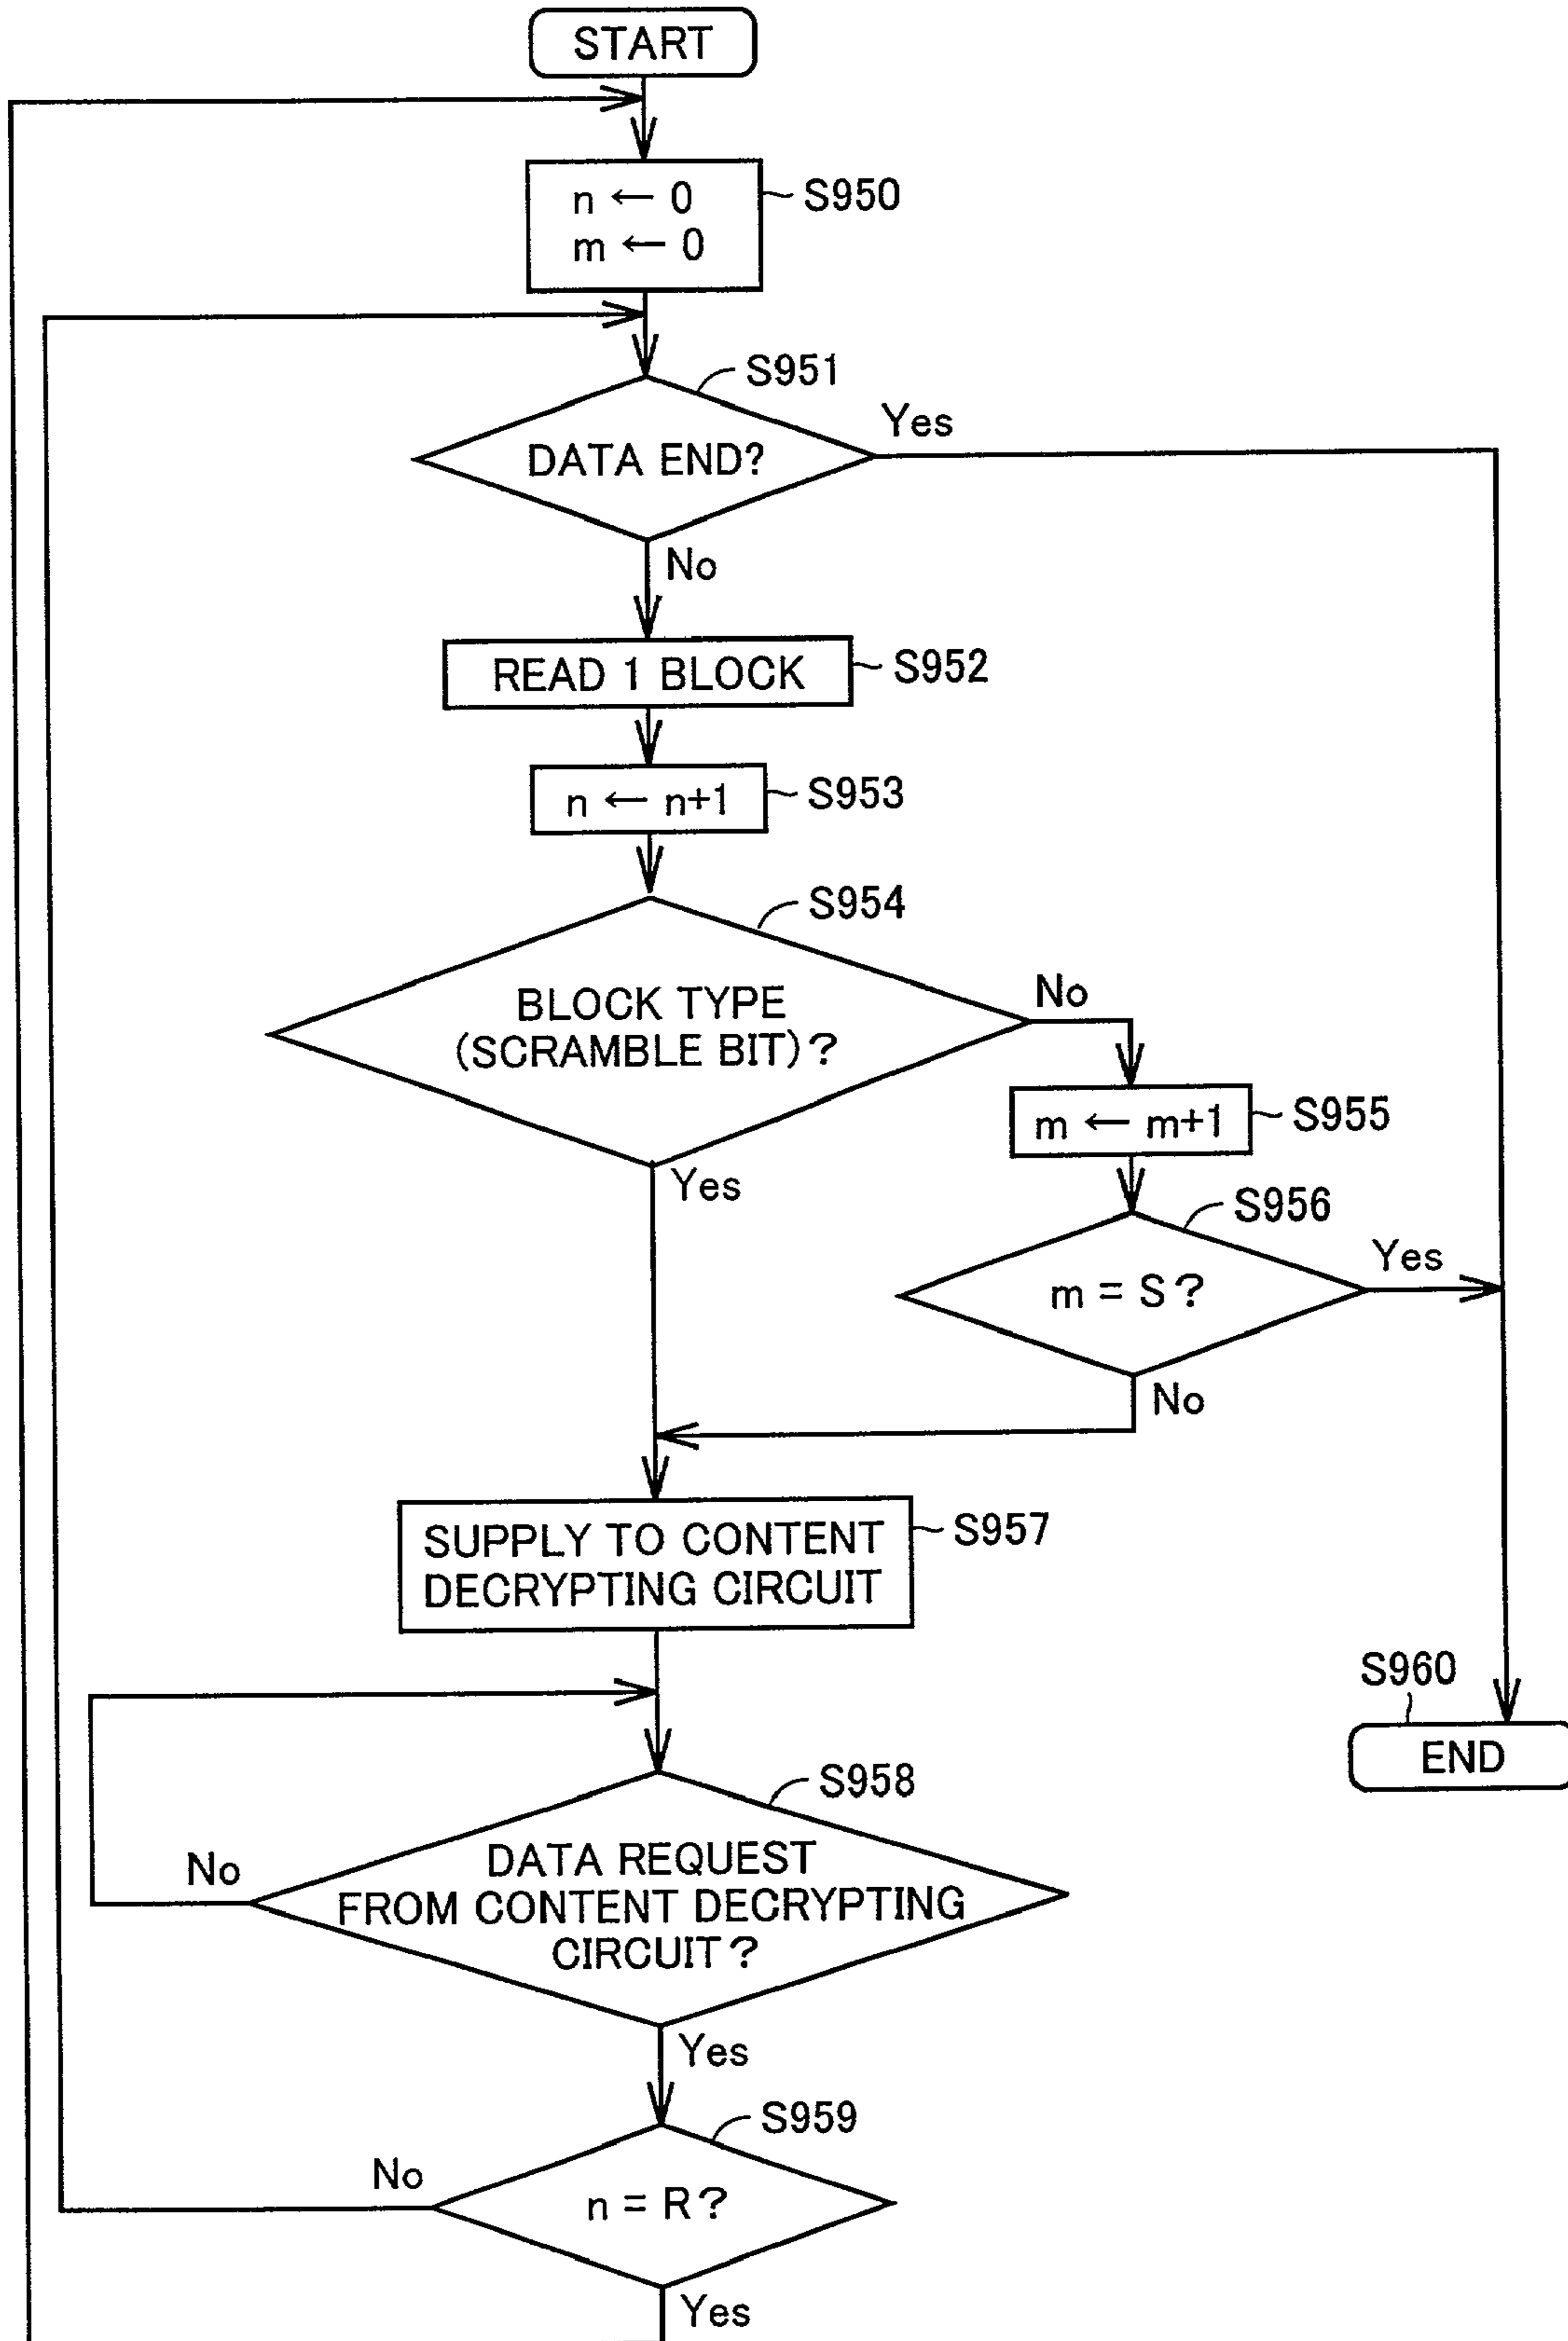 START
n ← 0
m ← 0
S950
S951
DATA END?
Yes
No
READ 1 BLOCK
S952
n ← n+1
S953
S954
BLOCK TYPE
(SCRAMBLE BIT)?
No
Yes
m ← m+1
S955
S956
m = S?
Yes
No
SUPPLY TO CONTENT
DECRYPTING CIRCUIT
S957
S960
END
S958
DATA REQUEST
FROM CONTENT DECRYPTING
CIRCUIT?
No
Yes
S959
n = R?
No
Yes